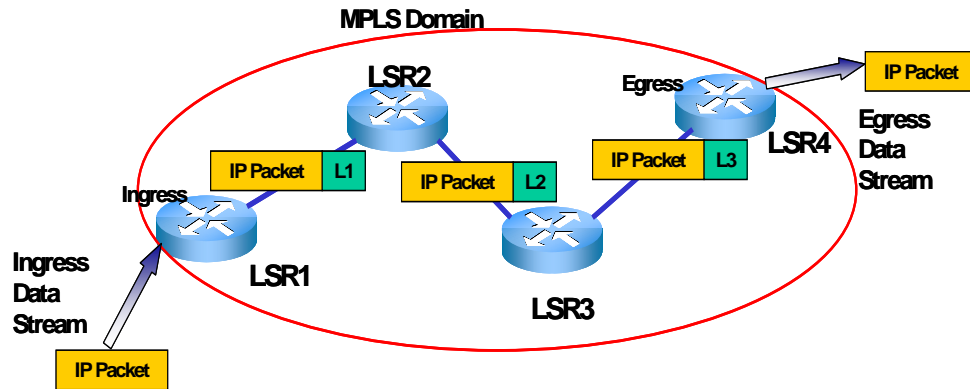 MPLS Domain
LSR2
Egress
IP Packet
LSR4
Egress
Data
Stream
IP Packet
L1
IP Packet
L2
IP Packet
L3
Ingress
LSR1
LSR3
Ingress
Data
Stream
IP Packet